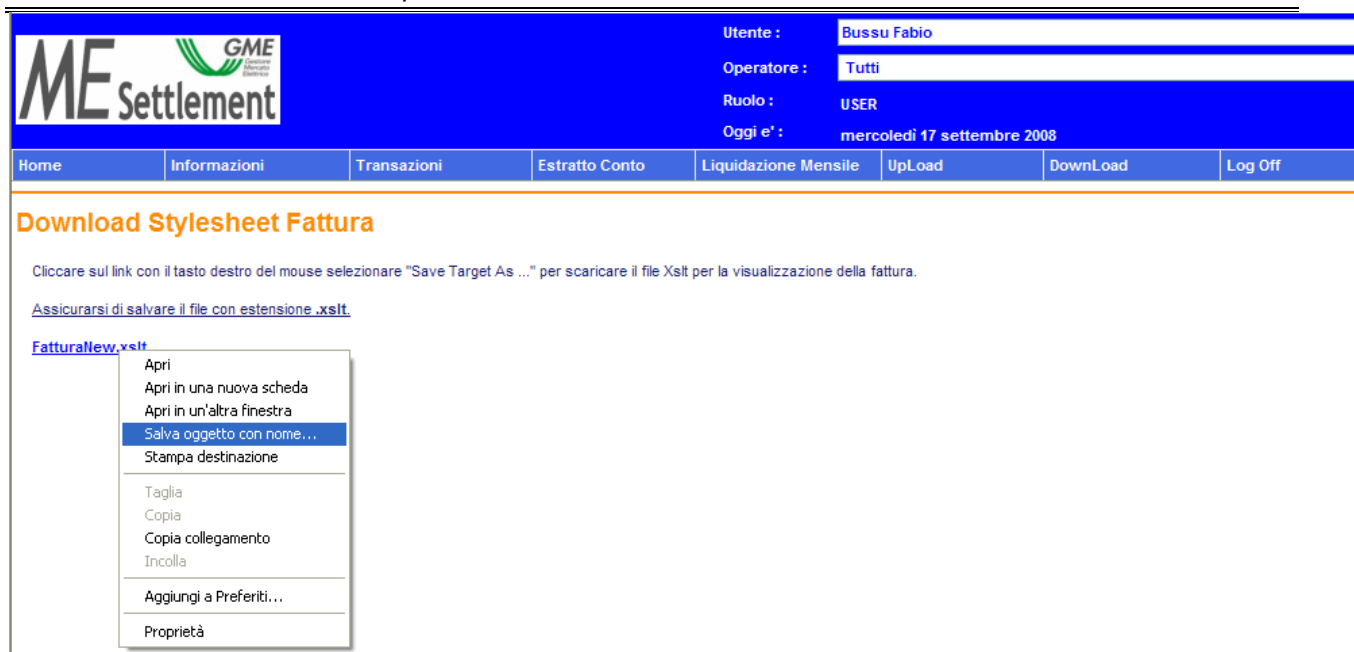 ME Settlement
GME
Gestore
Mercato
Elettrico
Utente : Bussu Fabio
Operatore : Tutti
Ruolo : USER
Oggi e' : mercoledì 17 settembre 2008
Home Informazioni Transazioni Estratto Conto Liquidazione Mensile UpLoad DownLoad Log Off
Download Stylesheet Fattura
Cliccare sul link con il tasto destro del mouse selezionare "Save Target As ..." per scaricare il file Xslt per la visualizzazione della fattura.
Assicurarsi di salvare il file con estensione .xslt.
FatturaNew.xslt
Apri
Apri in una nuova scheda
Apri in un'altra finestra
Salva oggetto con nome...
Stampa destinazione
Taglia
Copia
Copia collegamento
Incolla
Aggiungi a Preferiti...
Proprietà